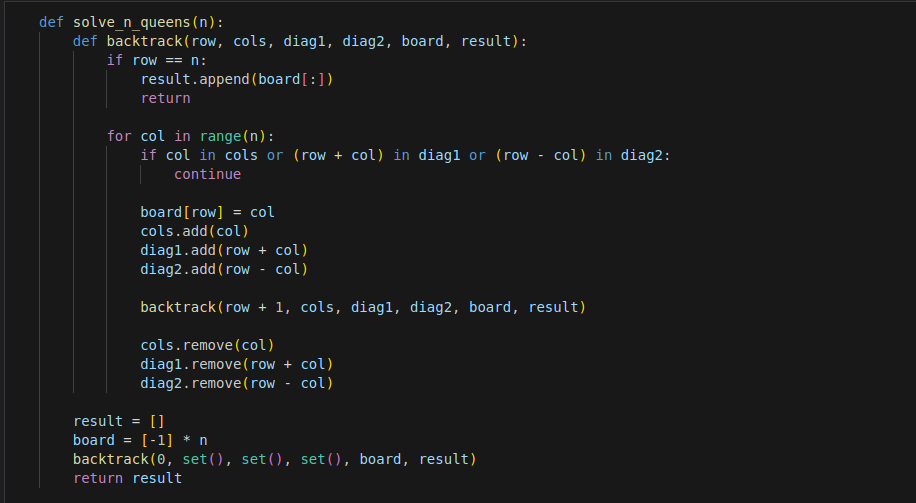 def solve_n_queens(n):
    def backtrack(row, cols, diag1, diag2, board, result):
        if row == n:
            result.append(board[:])
            return

        for col in range(n):
            if col in cols or (row + col) in diag1 or (row - col) in diag2:
                continue

            board[row] = col
            cols.add(col)
            diag1.add(row + col)
            diag2.add(row - col)

            backtrack(row + 1, cols, diag1, diag2, board, result)

            cols.remove(col)
            diag1.remove(row + col)
            diag2.remove(row - col)

    result = []
    board = [-1] * n
    backtrack(0, set(), set(), set(), board, result)
    return result